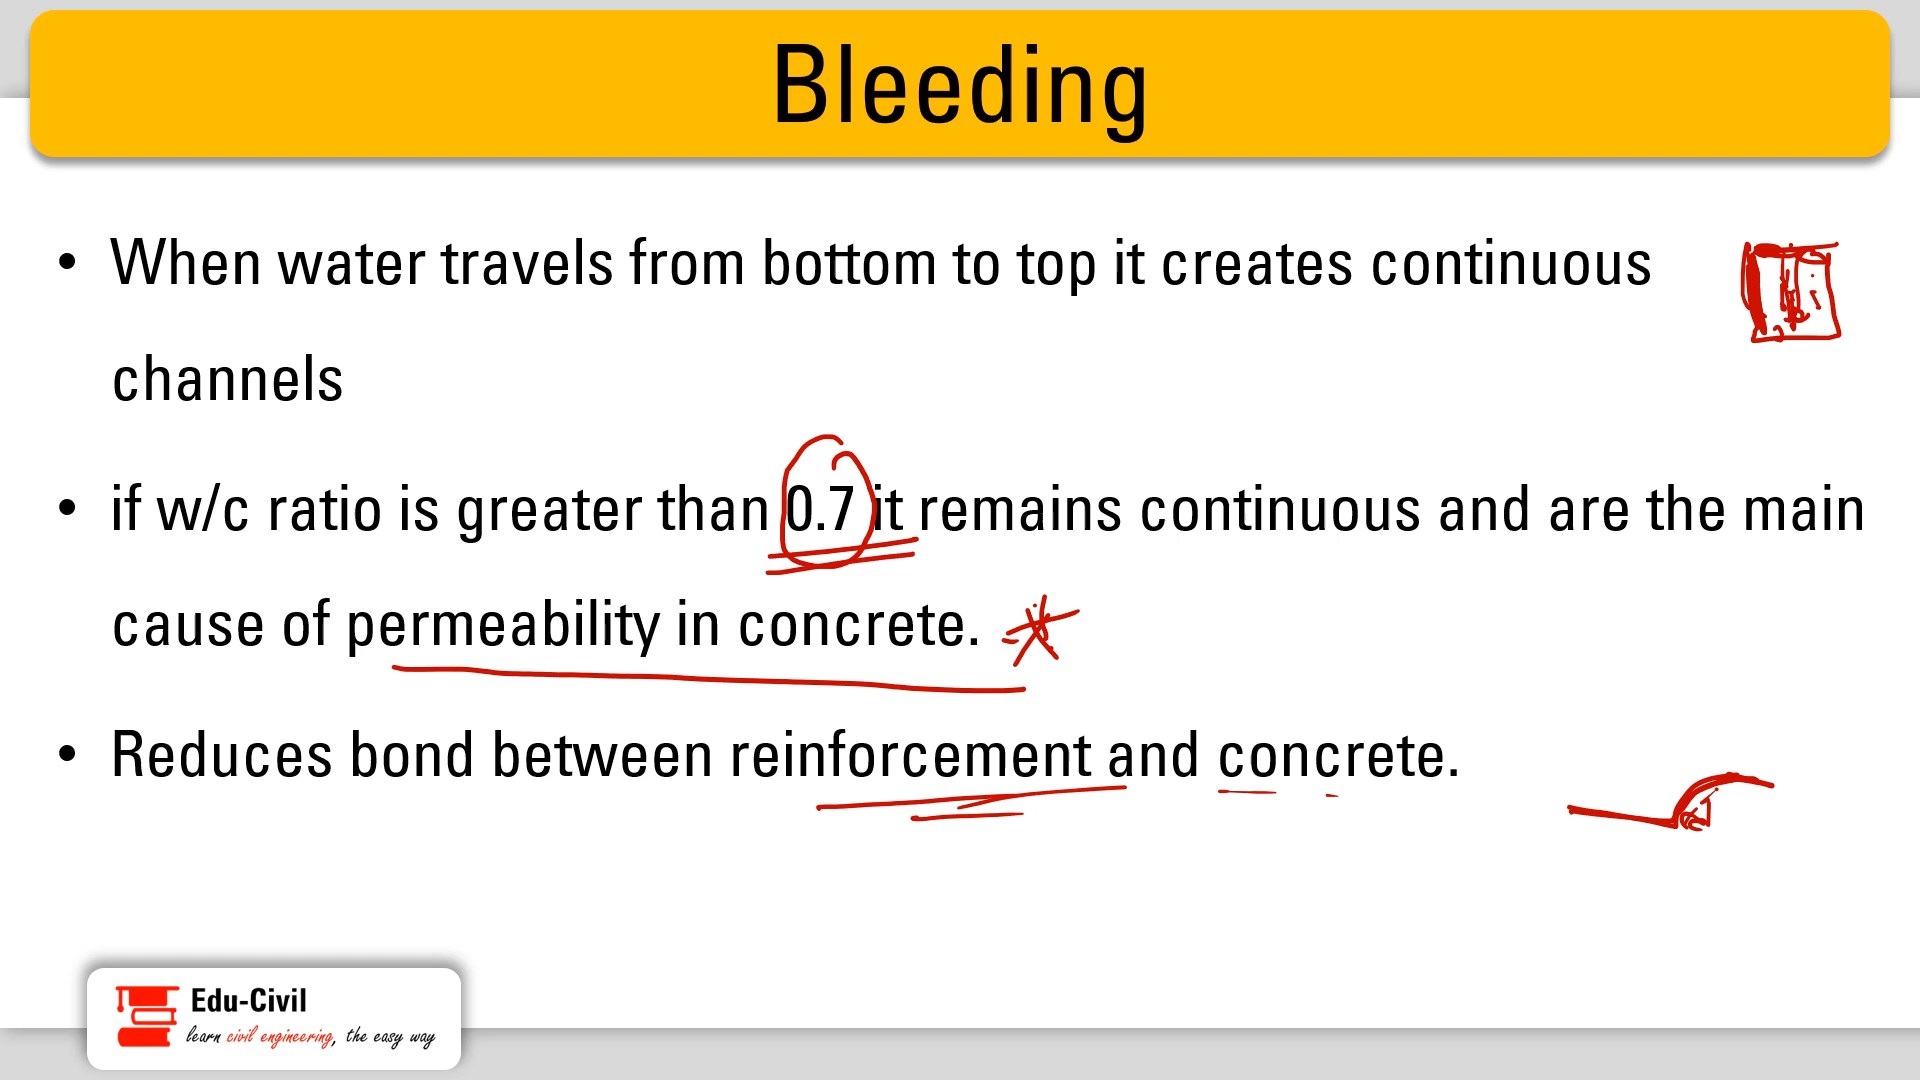 Bleeding
• When water travels from bottom to top it creates continuous
channels
• if w/c ratio is greater than 0.7 it remains continuous and are the main
cause of permeability in concrete.
• Reduces bond between reinforcement and concrete.
Edu-Civil
learn civil engineering, the easy way